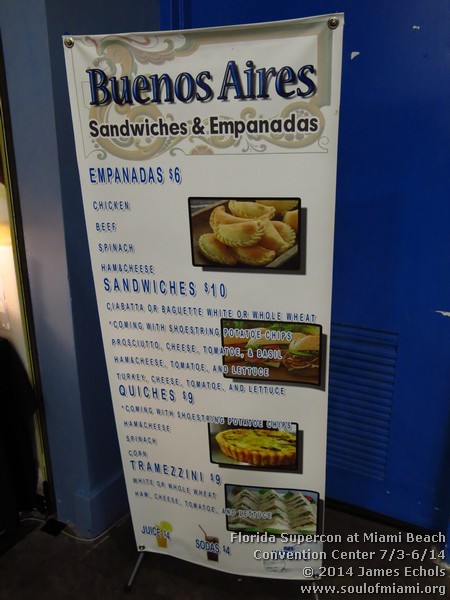 Buenos Aires
Sandwiches & Empanadas
EMPANADAS $6
CHICKEN
BEEF
SPINACH
HAM&CHEESE
SANDWICHES $10
CIABATTA OR BAGUETTE WHITE OR WHOLE WHEAT
*COMING WITH SHOESTRING POTATOE CHIPS
PROSCIUTTO, CHEESE, TOMATOE, & BASIL
HAM&CHEESE, TOMATOE, AND LETTUCE
TURKEY, CHEESE, TOMATOE, AND LETTUCE
QUICHES $9
*COMING WITH SHOESTRING POTATOE CHIPS
HAM&CHEESE
SPINACH
CORN
TRAMEZZINI $9
WHITE OR WHOLE WHEAT
HAM, CHEESE, TOMATOE, AND LETTUCE
JUICE $4
SODAS $4
Florida Supercon at Miami Beach
Convention Center 7/3-6/14
© 2014 James Echols
www.soulofmiami.org